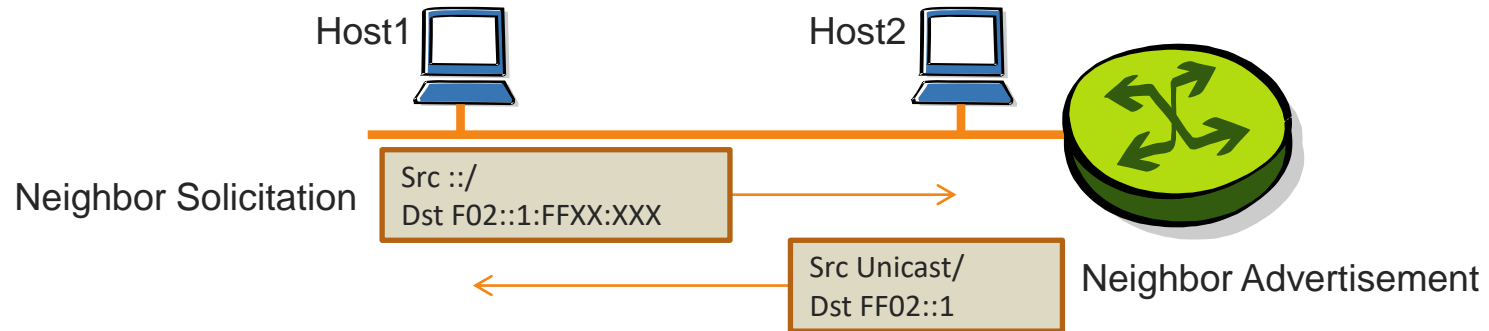 Host1
Host2
Neighbor Solicitation
Src ::/
Dst F02::1:FFXX:XXX
Src Unicast/
Dst FF02::1
Neighbor Advertisement